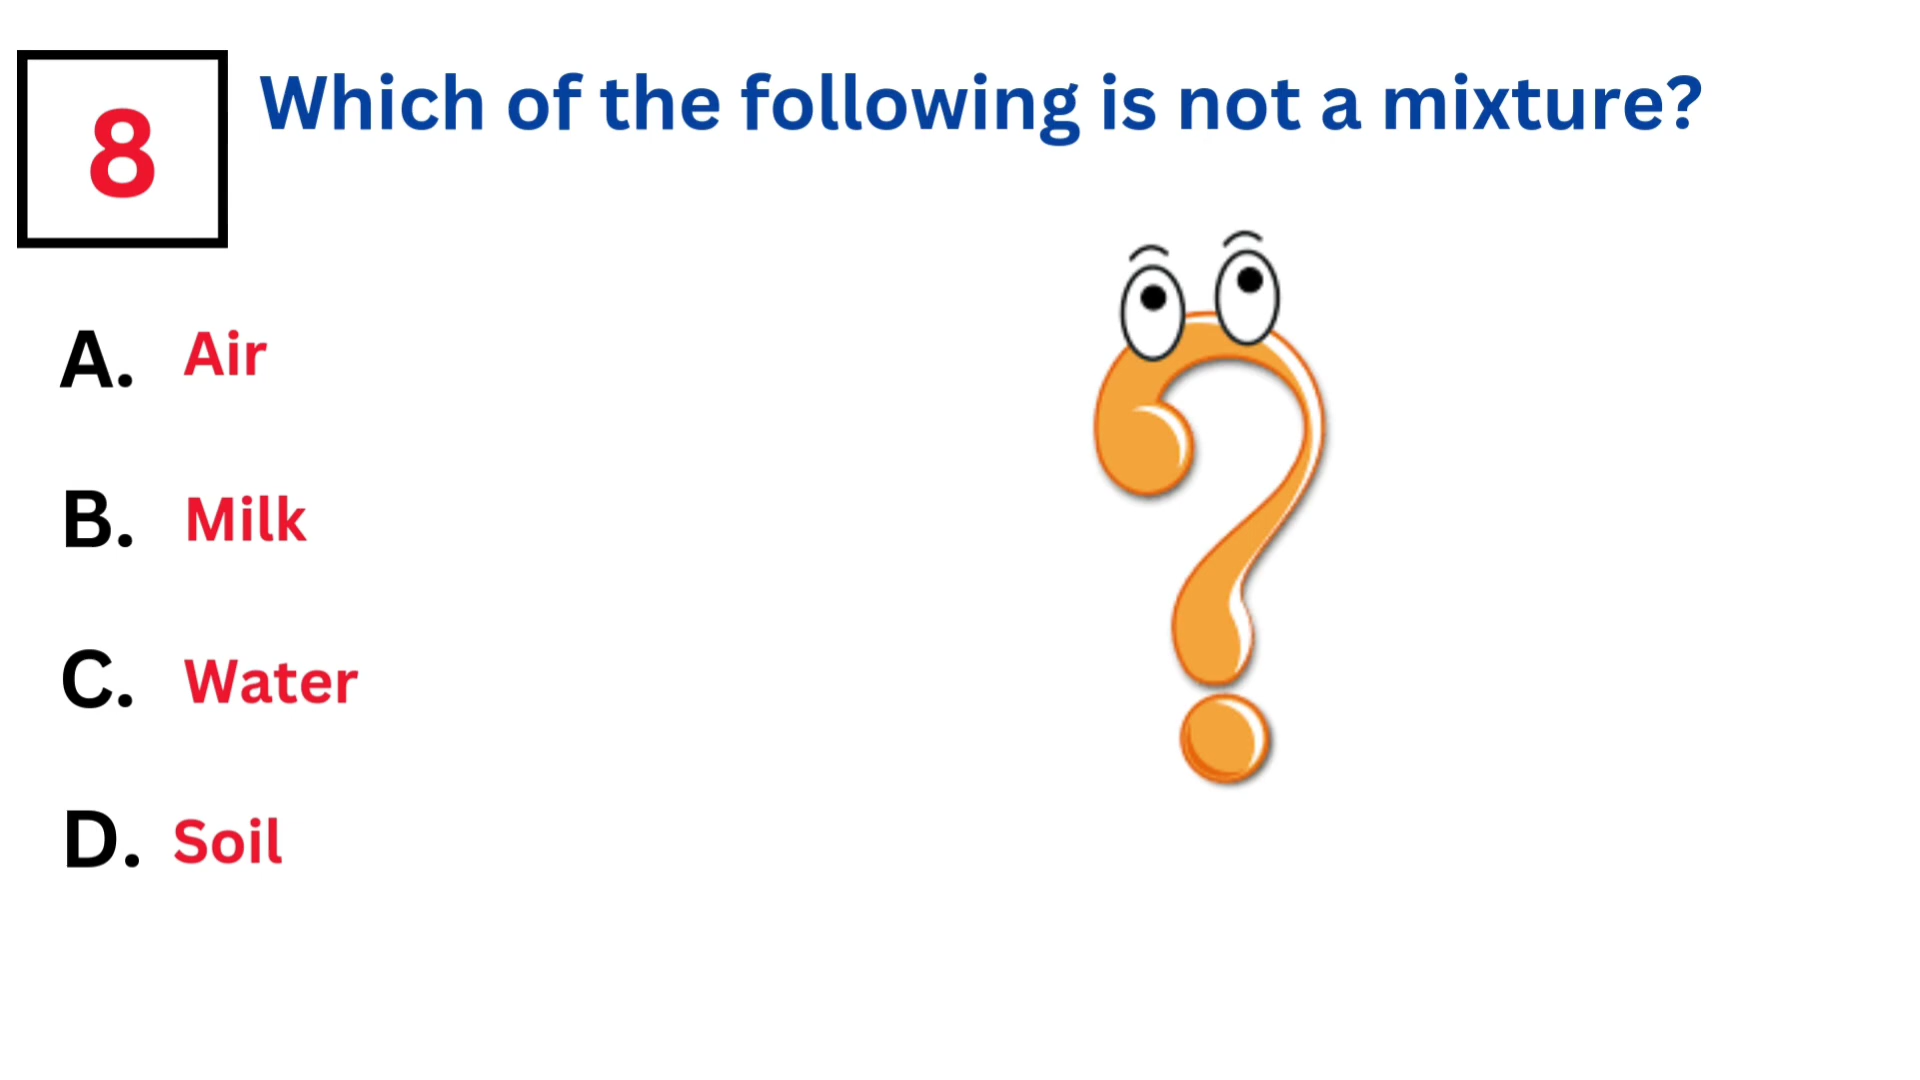 8
Which of the following is not a mixture?
A. Air
B. Milk
C. Water
D. Soil